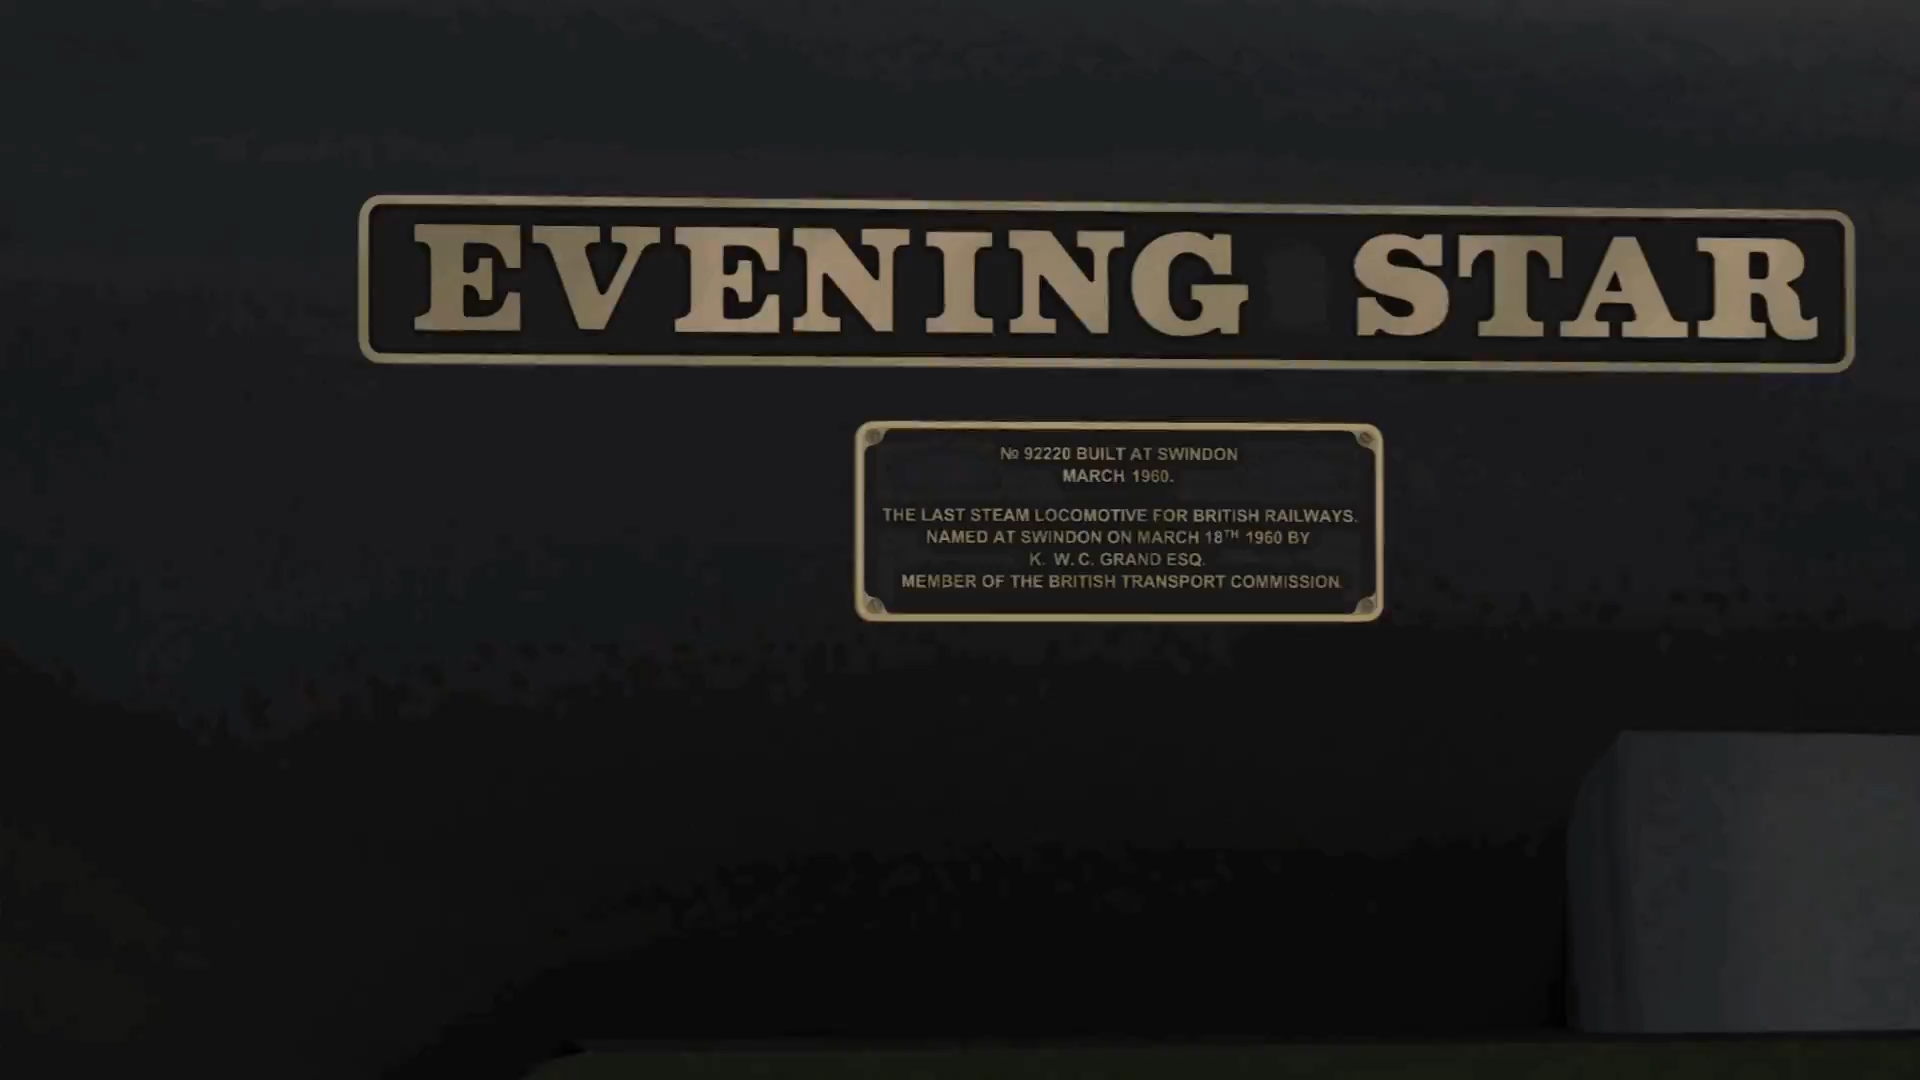 EVENING STAR
№ 92220 BUILT AT SWINDON
MARCH 1960.
THE LAST STEAM LOCOMOTIVE FOR BRITISH RAILWAYS.
NAMED AT SWINDON ON MARCH 18TH 1960 BY
K. W. C. GRAND ESQ.
MEMBER OF THE BRITISH TRANSPORT COMMISSION.